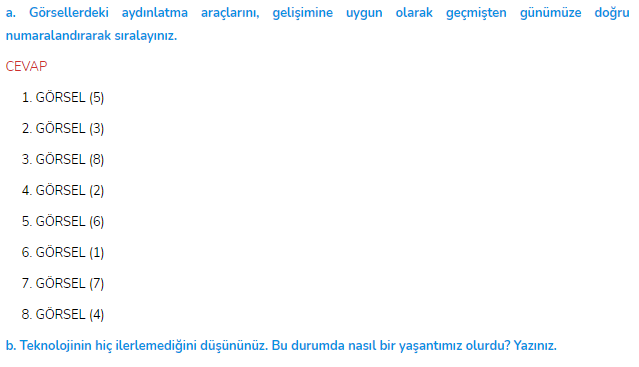 a. Görsellerdeki aydınlatma araçlarını, gelişimine uygun olarak geçmişten günümüze doğru
numaralandırarak sıralayınız.
CEVAP
1. GÖRSEL (5)
2. GÖRSEL (3)
3. GÖRSEL (8)
4. GÖRSEL (2)
5. GÖRSEL (6)
6. GÖRSEL (1)
7. GÖRSEL (7)
8. GÖRSEL (4)
b. Teknolojinin hiç ilerlemediğini düşününüz. Bu durumda nasıl bir yaşantımız olurdu? Yazınız.